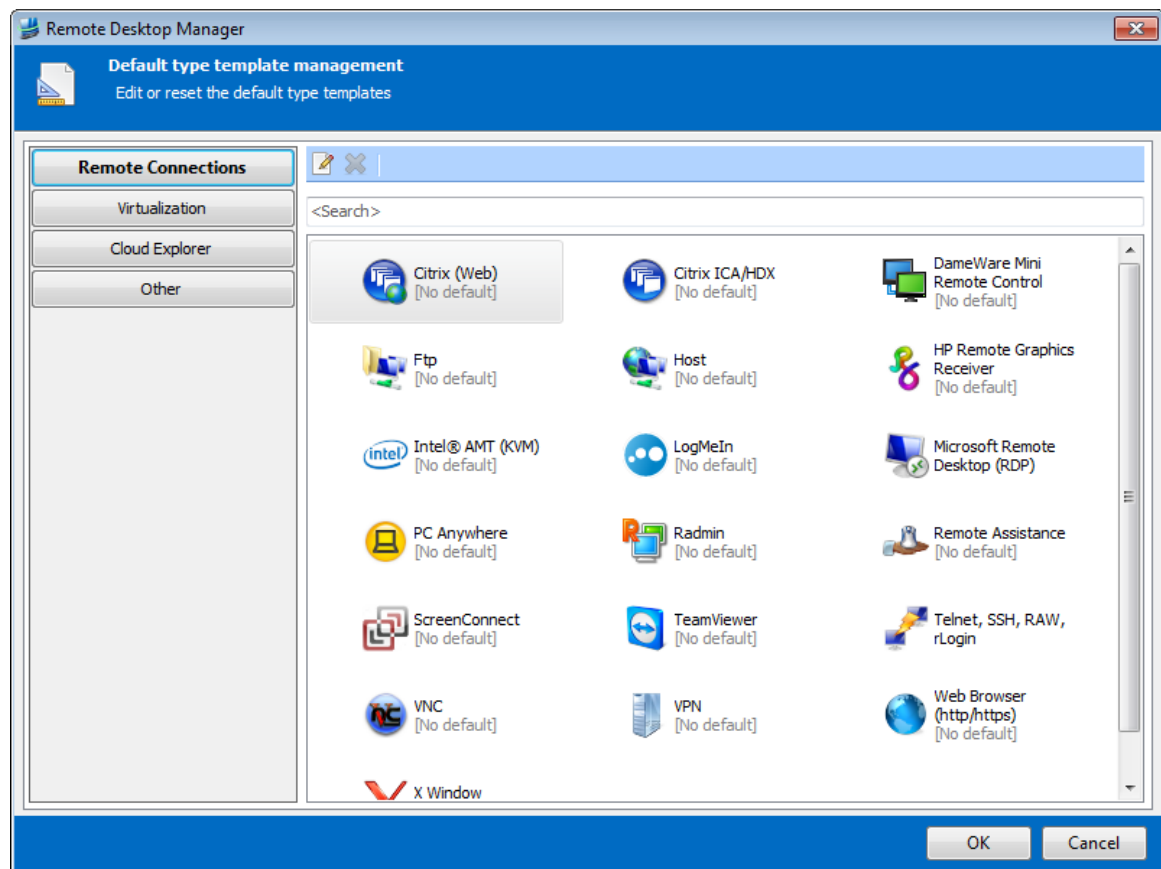 Remote Desktop Manager
Default type template management
Edit or reset the default type templates
Remote Connections
Virtualization
Cloud Explorer
Other
<Search>
Citrix (Web)
[No default]
Citrix ICA/HDX
[No default]
DameWare Mini
Remote Control
[No default]
Ftp
[No default]
Host
[No default]
HP Remote Graphics
Receiver
[No default]
intel
Intel® AMT (KVM)
[No default]
LogMeIn
[No default]
Microsoft Remote
Desktop (RDP)
PC Anywhere
[No default]
R
Radmin
[No default]
Remote Assistance
[No default]
ScreenConnect
[No default]
TeamViewer
[No default]
Telnet, SSH, RAW,
rLogin
VNC
[No default]
VPN
[No default]
Web Browser
(http/https)
[No default]
X Window
OK
Cancel